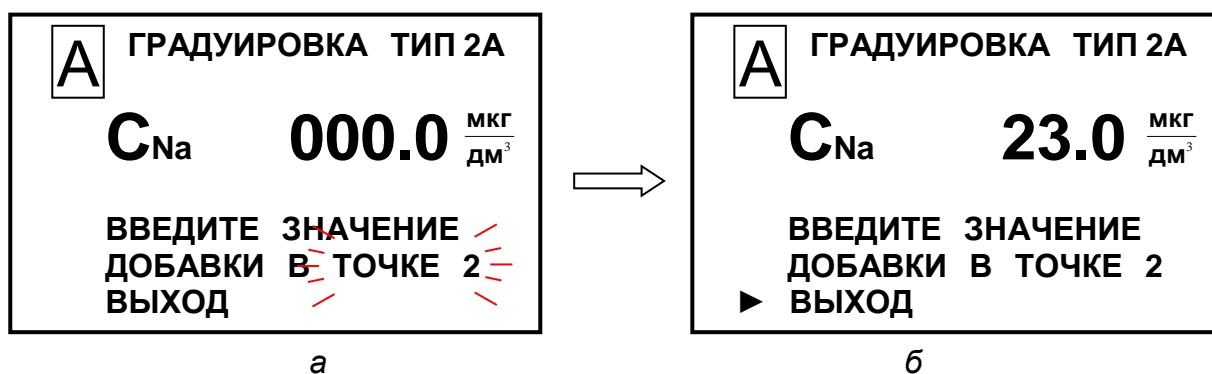 A ГРАДУИРОВКА ТИП 2А
CNa 000.0 мкг/дм³
ВВЕДИТЕ ЗНАЧЕНИЕ
ДОБАВКИ В ТОЧКЕ 2
ВЫХОД
а
A ГРАДУИРОВКА ТИП 2А
CNa 23.0 мкг/дм³
ВВЕДИТЕ ЗНАЧЕНИЕ
ДОБАВКИ В ТОЧКЕ 2
► ВЫХОД
б